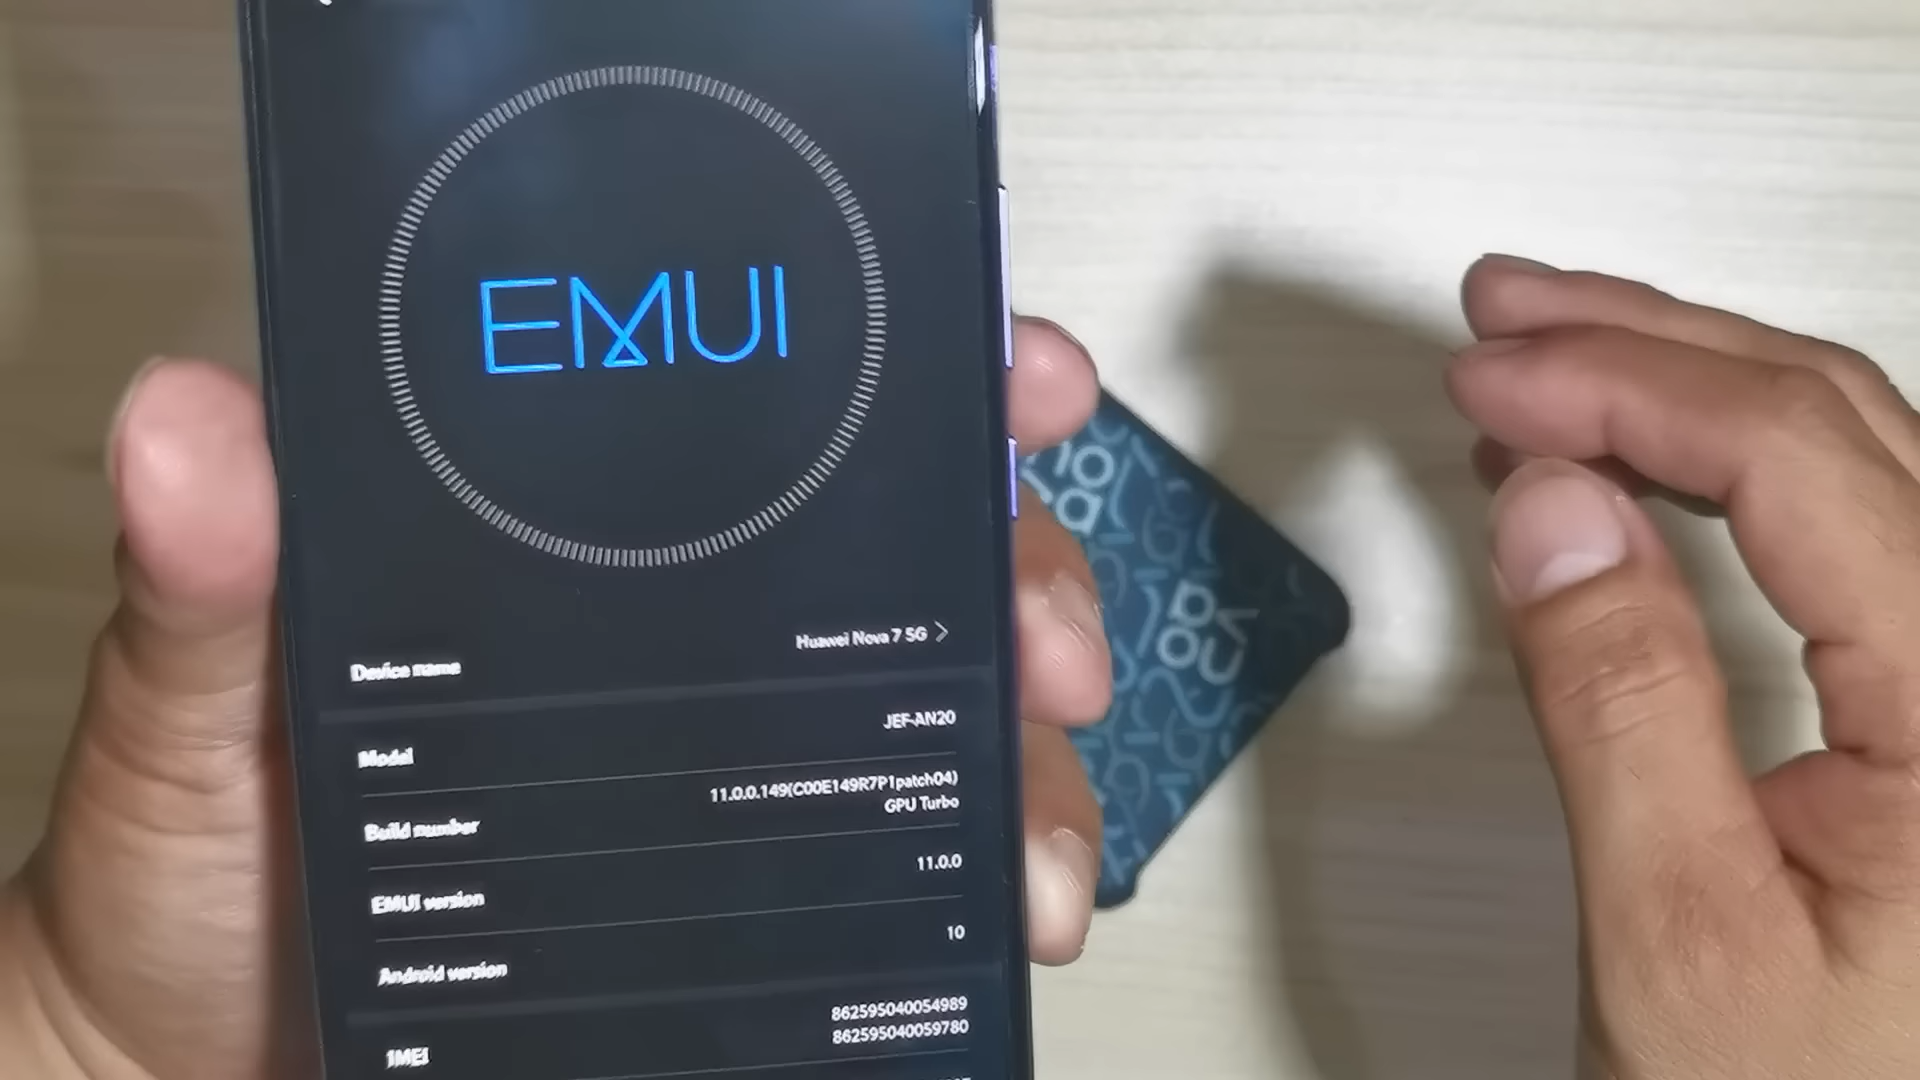 EMUI
Device name
Huawei Nova 7 5G
Model
JEF-AN20
Build number
11.0.0.149(C00E149R7P1patch04)
GPU Turbo
EMUI version
11.0.0
Android version
10
IMEI
862595040054989
862595040059780
nova